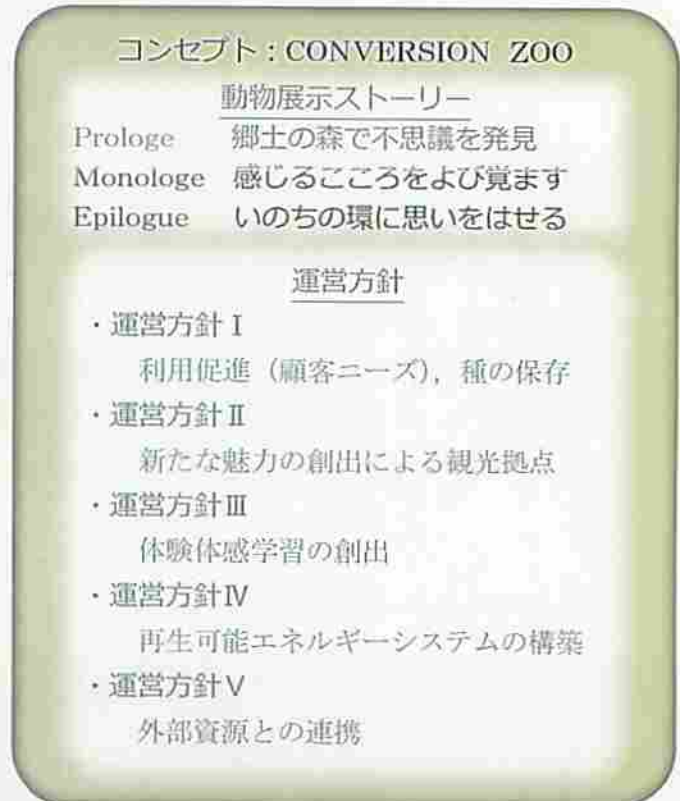 コンセプト：CONVERSION ZOO
動物展示ストーリー
Prologe 郷土の森で不思議を発見
Monologe 感じるこころをよび覚ます
Epilogue いのちの環に思いをはせる
運営方針
・運営方針Ⅰ
利用促進（顧客ニーズ），種の保存
・運営方針Ⅱ
新たな魅力の創出による観光拠点
・運営方針Ⅲ
体験体感学習の創出
・運営方針Ⅳ
再生可能エネルギーシステムの構築
・運営方針Ⅴ
外部資源との連携